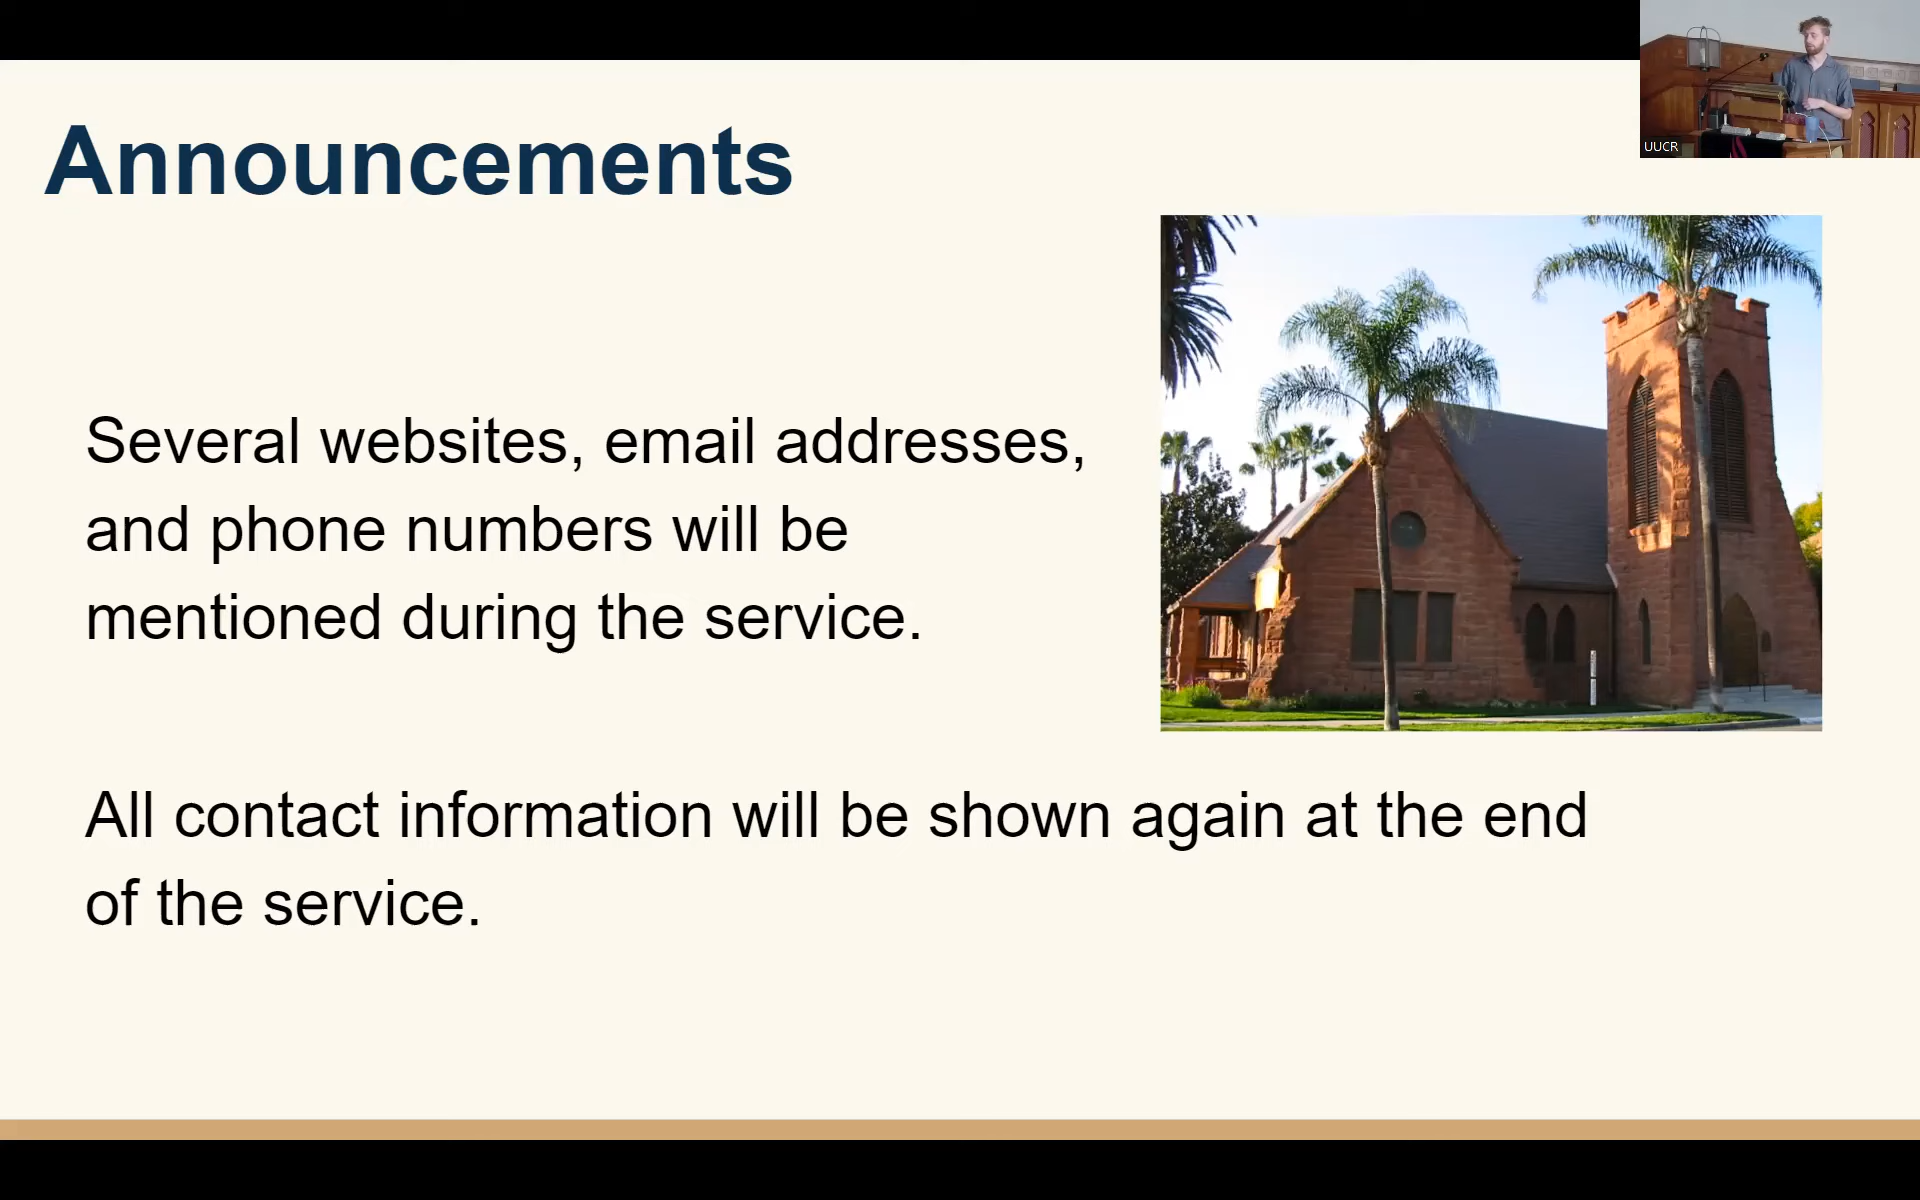 Announcements
UUCR
Several websites, email addresses,
and phone numbers will be
mentioned during the service.
All contact information will be shown again at the end
of the service.